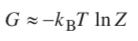 G ≈ −k_B T ln Z